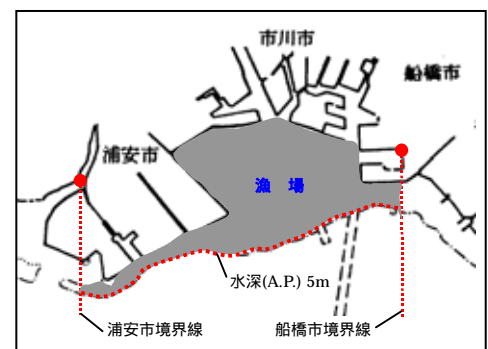 市川市
船橋市
浦安市
漁 場
水深(A.P.) 5m
浦安市境界線
船橋市境界線